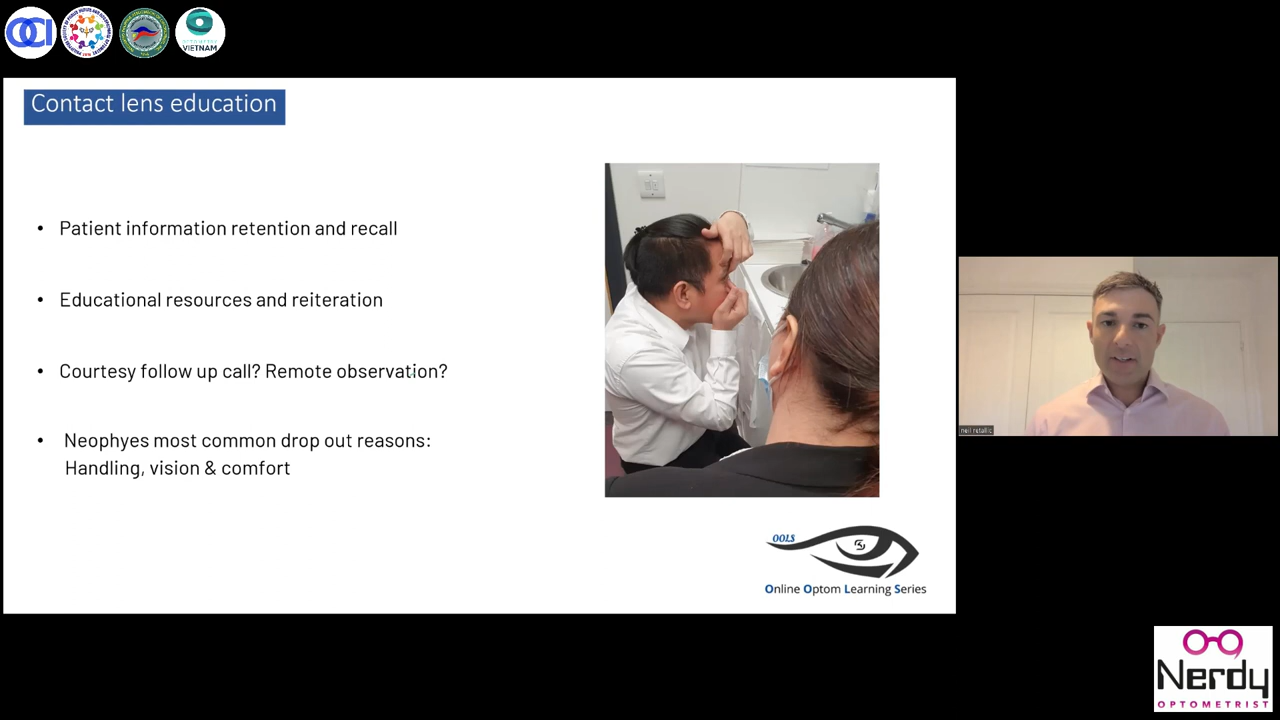 OCI
VIETNAM
Contact lens education
• Patient information retention and recall
• Educational resources and reiteration
• Courtesy follow up call? Remote observation?
• Neophyes most common drop out reasons:
Handling, vision & comfort
neil retallic
OOLS
Online Optom Learning Series
Nerdy
OPTOMETRIST